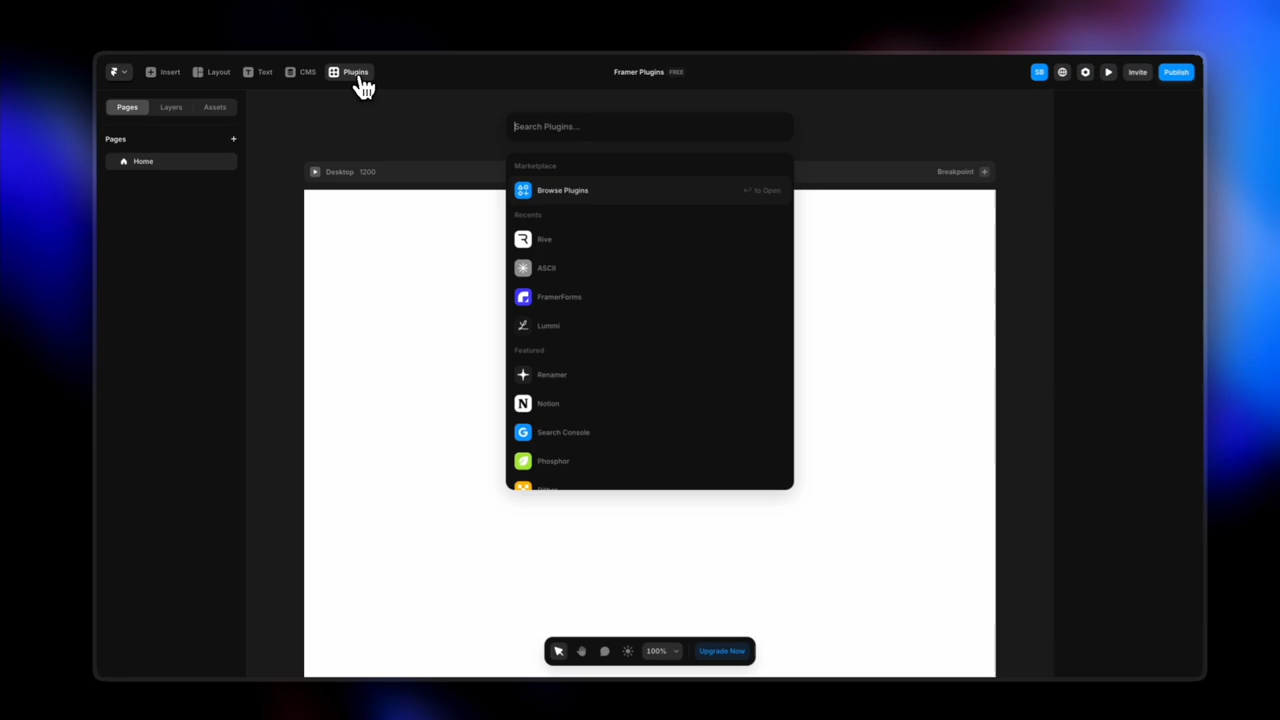 Insert
Layout
Text
CMS
Plugins
Framer Plugins FREE
SB
Invite
Publish
Pages
Layers
Assets
Pages
Home
Desktop 1200
Breakpoint
Search Plugins...
Marketplace
Browse Plugins
to Open
Recents
Rive
ASCII
FramerForms
Lummi
Featured
Renamer
Notion
Search Console
Phosphor
100%
Upgrade Now